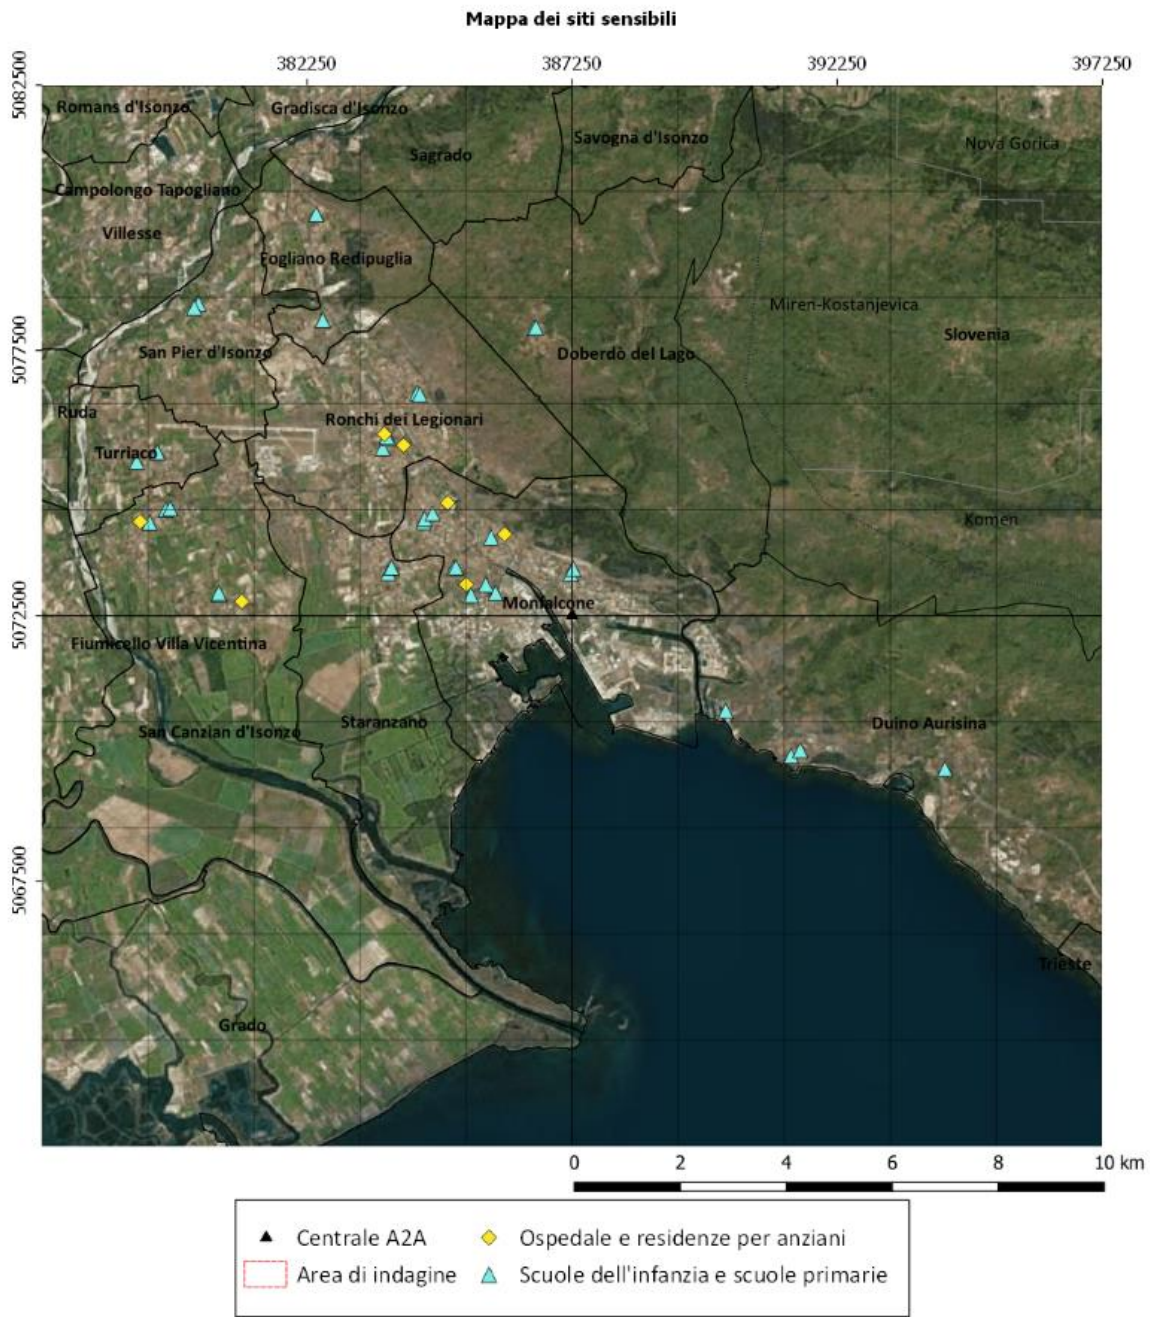 Mappa dei siti sensibili
382250 387250 392250 397250
5082500
Romans d'Isonzo
Gradisca d'Isonzo
Savogna d'Isonzo
Nova Gorica
Sagrado
Campolongo Tapogliano
Villesse
Fogliano Redipuglia
Miren-Kostanjevica
Slovenia
5077500
San Pier d'Isonzo
Doberdò del Lago
Ruda
Ronchi dei Legionari
Turriaco
Komen
Monfalcone
5072500
Fiumicello Villa Vicentina
Staranzano
Duino Aurisina
San Canzian d'Isonzo
5067500
Trieste
Grado
0 2 4 6 8 10 km
Centrale A2A
Ospedale e residenze per anziani
Area di indagine
Scuole dell'infanzia e scuole primarie